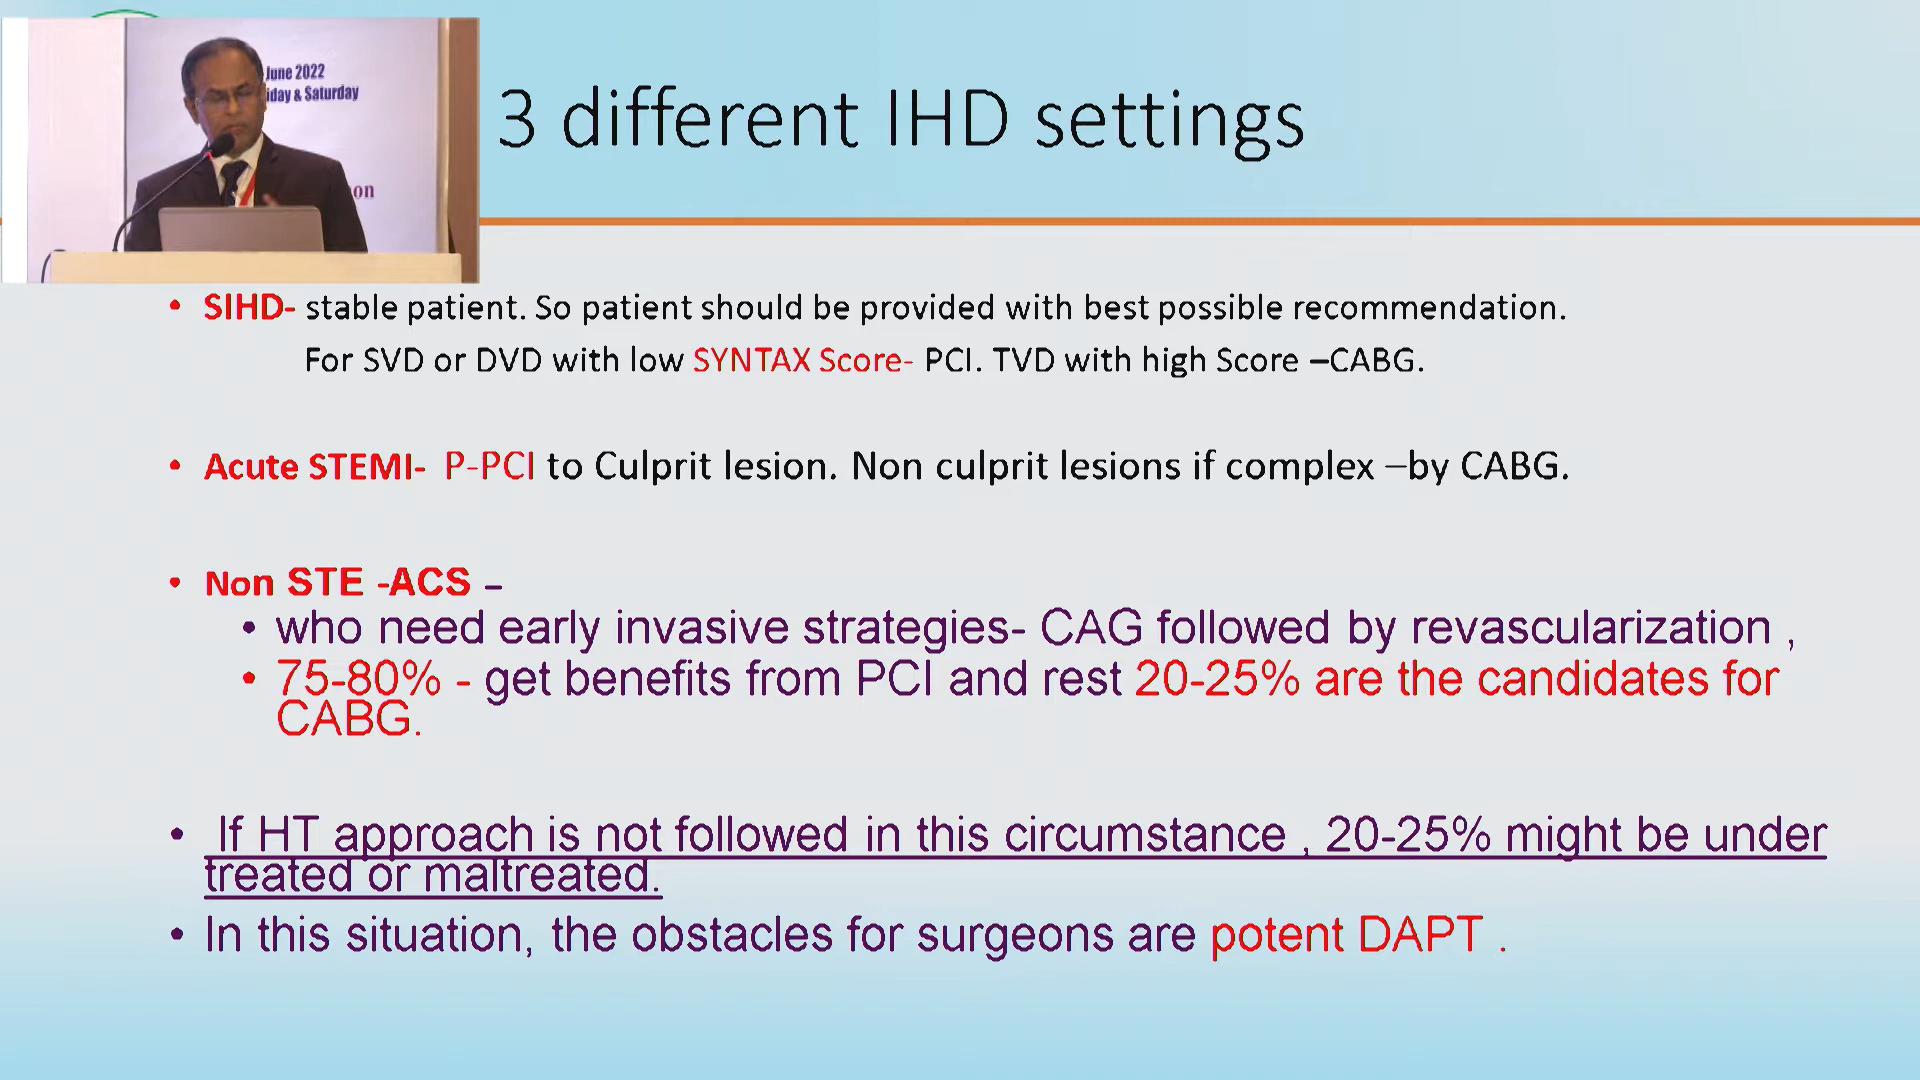 June 2022
iday & Saturday
on
3 different IHD settings
• SIHD- stable patient. So patient should be provided with best possible recommendation.
For SVD or DVD with low SYNTAX Score- PCI. TVD with high Score –CABG.
• Acute STEMI- P-PCI to Culprit lesion. Non culprit lesions if complex –by CABG.
• Non STE -ACS –
• who need early invasive strategies- CAG followed by revascularization ,
• 75-80% - get benefits from PCI and rest 20-25% are the candidates for
CABG.
• If HT approach is not followed in this circumstance , 20-25% might be under
treated or maltreated.
• In this situation, the obstacles for surgeons are potent DAPT .